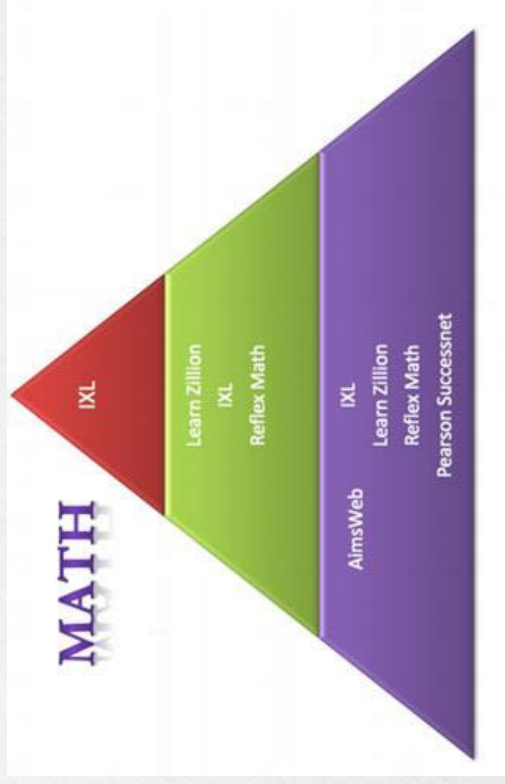 MATH
IXL
Learn Zillion
IXL
Reflex Math
AimsWeb
IXL
Learn Zillion
Reflex Math
Pearson Successnet